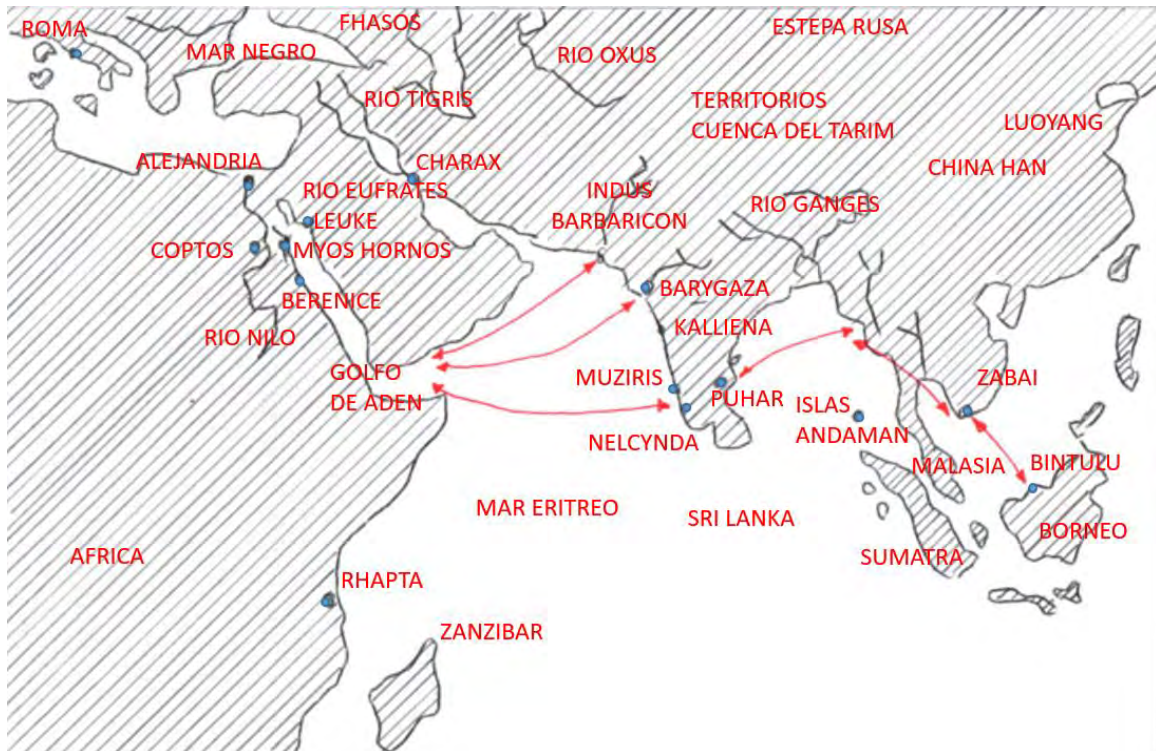 ROMA
FHASOS
ESTEPA RUSA
MAR NEGRO
RIO OXUS
RIO TIGRIS
TERRITORIOS
CUENCA DEL TARIM
LUOYANG
ALEJANDRIA
CHARAX
CHINA HAN
RIO EUFRATES
INDUS
BARBARICON
RIO GANGES
LEUKE
COPTOS
MYOS HORNOS
BERENICE
BARYGAZA
RIO NILO
KALLIENA
GOLFO
DE ADEN
MUZIRIS
PUHAR
ZABAI
ISLAS
ANDAMAN
NELCYNDA
MALASIA
BINTULU
MAR ERITREO
SRI LANKA
BORNEO
AFRICA
SUMATRA
RHAPTA
ZANZIBAR